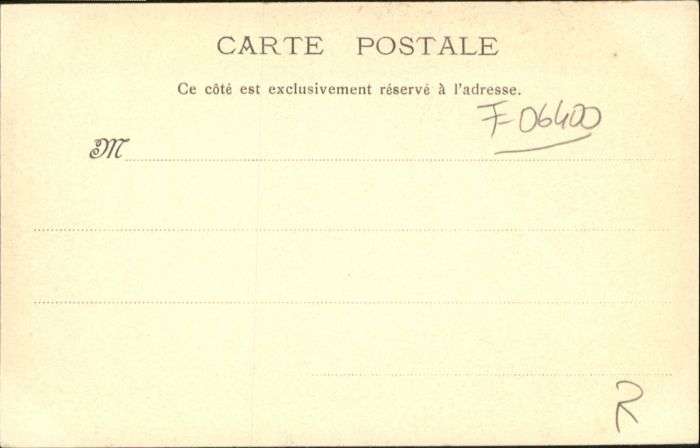 CARTE POSTALE
Ce côté est exclusivement réservé à l'adresse.
F-06400
M
R